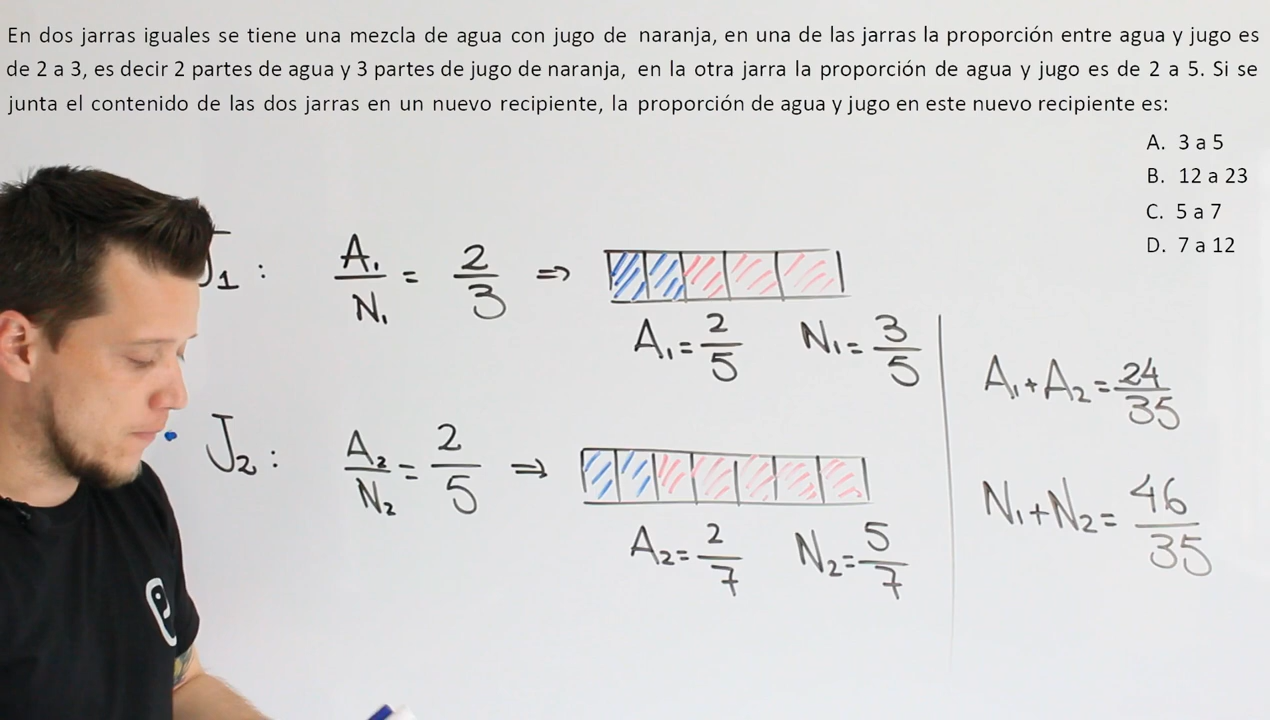 En dos jarras iguales se tiene una mezcla de agua con jugo de naranja, en una de las jarras la proporción entre agua y jugo es
de 2 a 3, es decir 2 partes de agua y 3 partes de jugo de naranja, en la otra jarra la proporción de agua y jugo es de 2 a 5. Si se
junta el contenido de las dos jarras en un nuevo recipiente, la proporción de agua y jugo en este nuevo recipiente es:
A. 3 a 5
B. 12 a 23
C. 5 a 7
D. 7 a 12
J₁ : A₁/N₁ = 2/3 ⇒
A₁ = 2/5 N₁ = 3/5
J₂ : A₂/N₂ = 2/5 ⇒
A₂ = 2/7 N₂ = 5/7
A₁ + A₂ = 24/35
N₁ + N₂ = 46/35